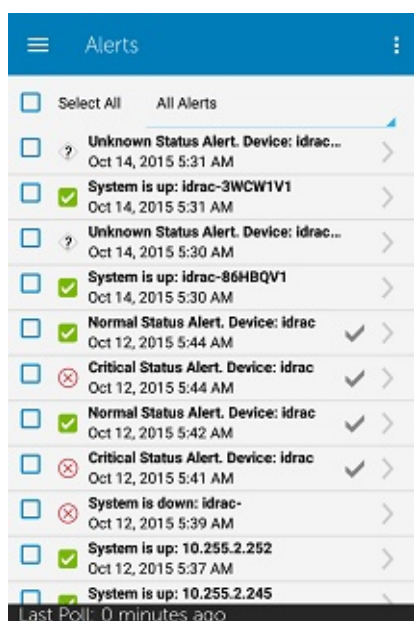 Alerts
Select All All Alerts
Unknown Status Alert. Device: idrac...
Oct 14, 2015 5:31 AM
System is up: idrac-3WCW1V1
Oct 14, 2015 5:31 AM
Unknown Status Alert. Device: idrac...
Oct 14, 2015 5:30 AM
System is up: idrac-86HBQV1
Oct 14, 2015 5:30 AM
Normal Status Alert. Device: idrac
Oct 12, 2015 5:44 AM
Critical Status Alert. Device: idrac
Oct 12, 2015 5:44 AM
Normal Status Alert. Device: idrac
Oct 12, 2015 5:42 AM
Critical Status Alert. Device: idrac
Oct 12, 2015 5:41 AM
System is down: idrac-
Oct 12, 2015 5:39 AM
System is up: 10.255.2.252
Oct 12, 2015 5:37 AM
System is up: 10.255.2.245
Last Poll: 0 minutes ago